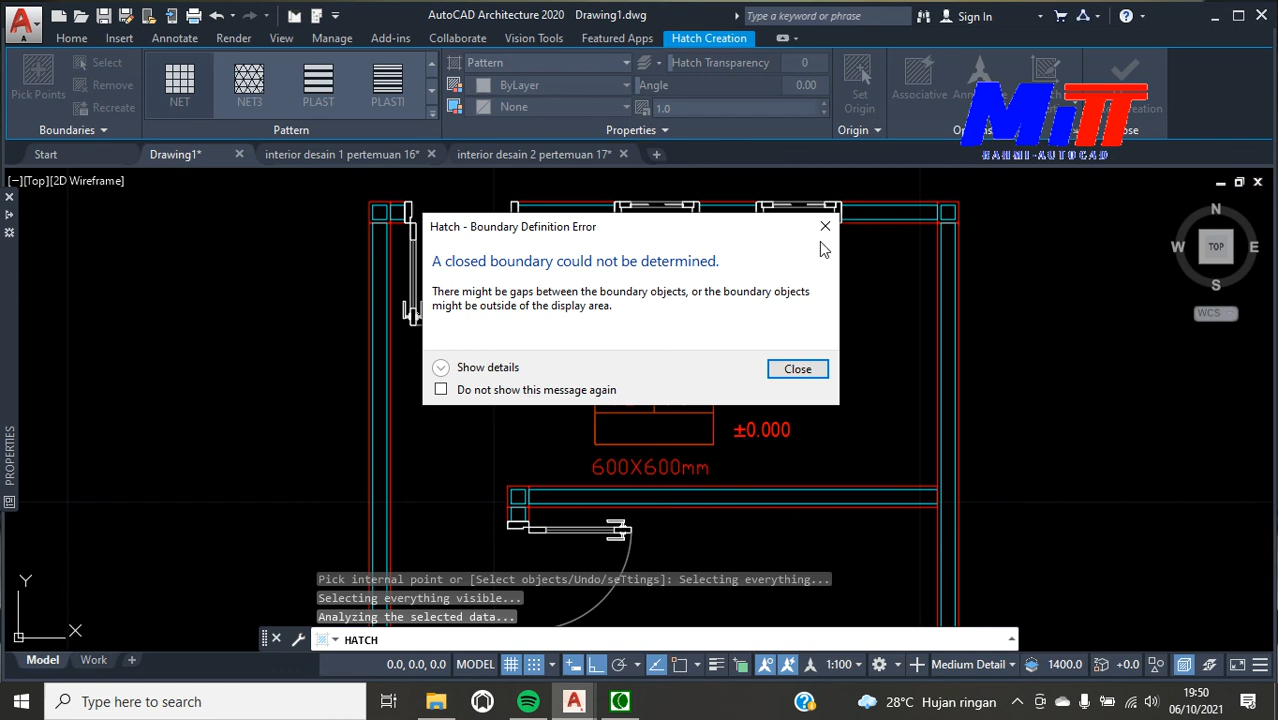 AutoCAD Architecture 2020 Drawing1.dwg
Type a keyword or phrase
Sign In
Home Insert Annotate Render View Manage Add-ins Collaborate Vision Tools Featured Apps Hatch Creation
Pick Points
Select
Remove
Recreate
Boundaries
NET
NET3
PLAST
PLASTI
Pattern
Pattern
ByLayer
None
Hatch Transparency 0
Angle 0.00
1.0
Properties
Set
Origin
Origin
Associative
MiTT
HAHMI-AUTOCAD
Start
Drawing1*
interior desain 1 pertemuan 16*
interior desain 2 pertemuan 17*
[−][Top][2D Wireframe]
Hatch - Boundary Definition Error
A closed boundary could not be determined.
There might be gaps between the boundary objects, or the boundary objects
might be outside of the display area.
Show details
Close
Do not show this message again
N
W TOP E
S
WCS
±0.000
600X600mm
PROPERTIES
Y
X
Pick internal point or [Select objects/Undo/seTtings]: Selecting everything...
Selecting everything visible...
Analyzing the selected data...
HATCH
Model Work
0.0, 0.0, 0.0 MODEL
1:100
Medium Detail
1400.0
+0.0
Type here to search
28°C Hujan ringan
19:50
06/10/2021